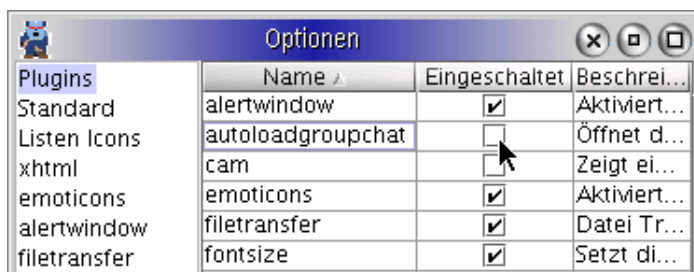 Optionen
Plugins
Standard
Listen Icons
xhtml
emoticons
alertwindow
filetransfer
Name Eingeschaltet Beschrei...
alertwindow Aktiviert...
autoloadgroupchat Öffnet d...
cam Zeigt ei...
emoticons Aktiviert...
filetransfer Datei Tr...
fontsize Setzt di...